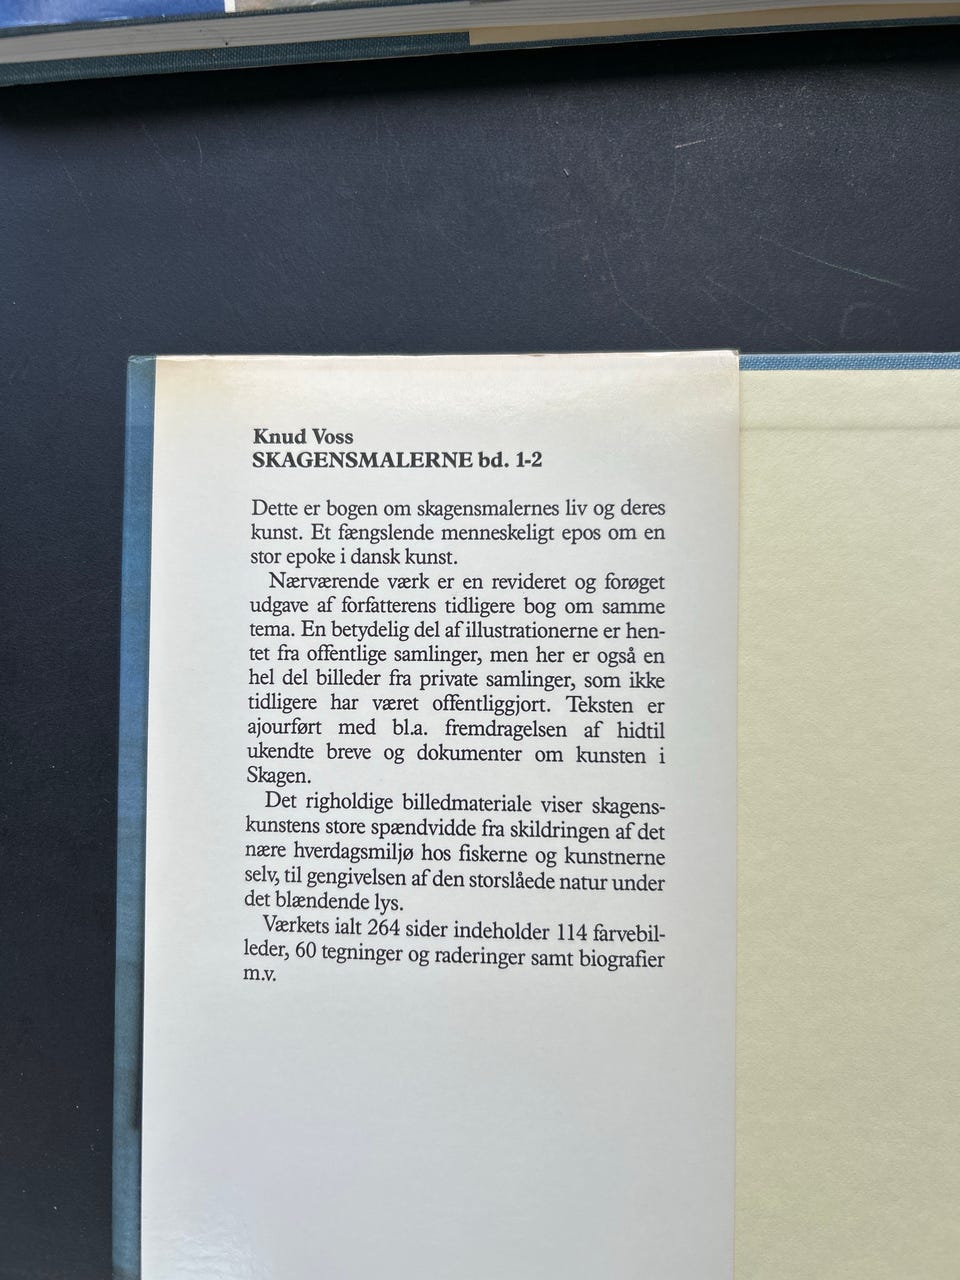 Knud Voss
SKAGENSMALERNE bd. 1-2
Dette er bogen om skagensmalernes liv og deres
kunst. Et fængslende menneskeligt epos om en
stor epoke i dansk kunst.
Nærværende værk er en revideret og forøget
udgave af forfatterens tidligere bog om samme
tema. En betydelig del af illustrationerne er hen-
tet fra offentlige samlinger, men her er også en
hel del billeder fra private samlinger, som ikke
tidligere har været offentliggjort. Teksten er
ajourført med bl.a. fremdragelsen af hidtil
ukendte breve og dokumenter om kunsten i
Skagen.
Det righoldige billedmateriale viser skagens-
kunstens store spændvidde fra skildringen af det
nære hverdagsmiljø hos fiskerne og kunstnerne
selv, til gengivelsen af den storslåede natur under
det blændende lys.
Værkets ialt 264 sider indeholder 114 farvebil-
leder, 60 tegninger og raderinger samt biografier
m.v.